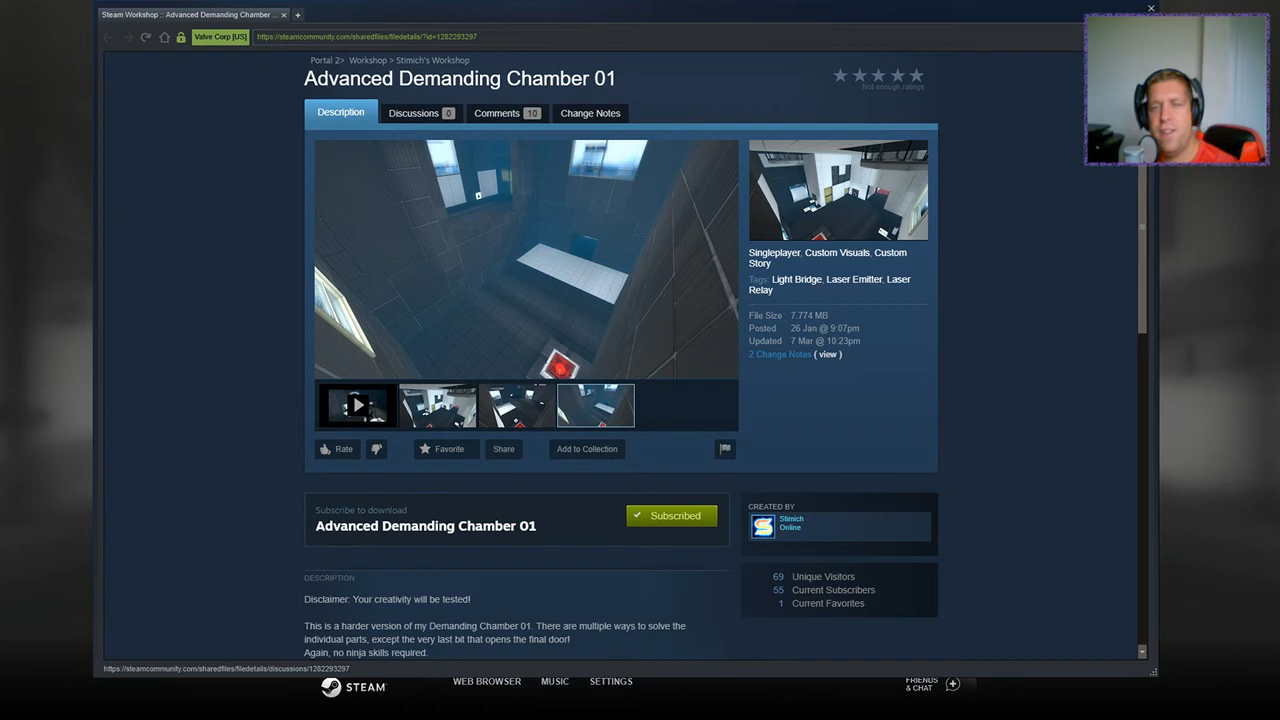 Steam Workshop :: Advanced Demanding Chamber ...
Valve Corp [US]
https://steamcommunity.com/sharedfiles/filedetails/?id=1282293297
Portal 2> Workshop > Stimich's Workshop
Advanced Demanding Chamber 01
Not enough ratings
Description
Discussions 0
Comments 10
Change Notes
Singleplayer, Custom Visuals, Custom
Story
Tags: Light Bridge, Laser Emitter, Laser
Relay
File Size 7.774 MB
Posted 26 Jan @ 9:07pm
Updated 7 Mar @ 10:23pm
2 Change Notes ( view )
Rate
Favorite
Share
Add to Collection
Subscribe to download
Advanced Demanding Chamber 01
Subscribed
CREATED BY
Stimich
Online
69 Unique Visitors
55 Current Subscribers
1 Current Favorites
DESCRIPTION
Disclaimer: Your creativity will be tested!
This is a harder version of my Demanding Chamber 01. There are multiple ways to solve the
individual parts, except the very last bit that opens the final door!
Again, no ninja skills required.
https://steamcommunity.com/sharedfiles/filedetails/discussions/1282293297
STEAM
WEB BROWSER
MUSIC
SETTINGS
FRIENDS
& CHAT